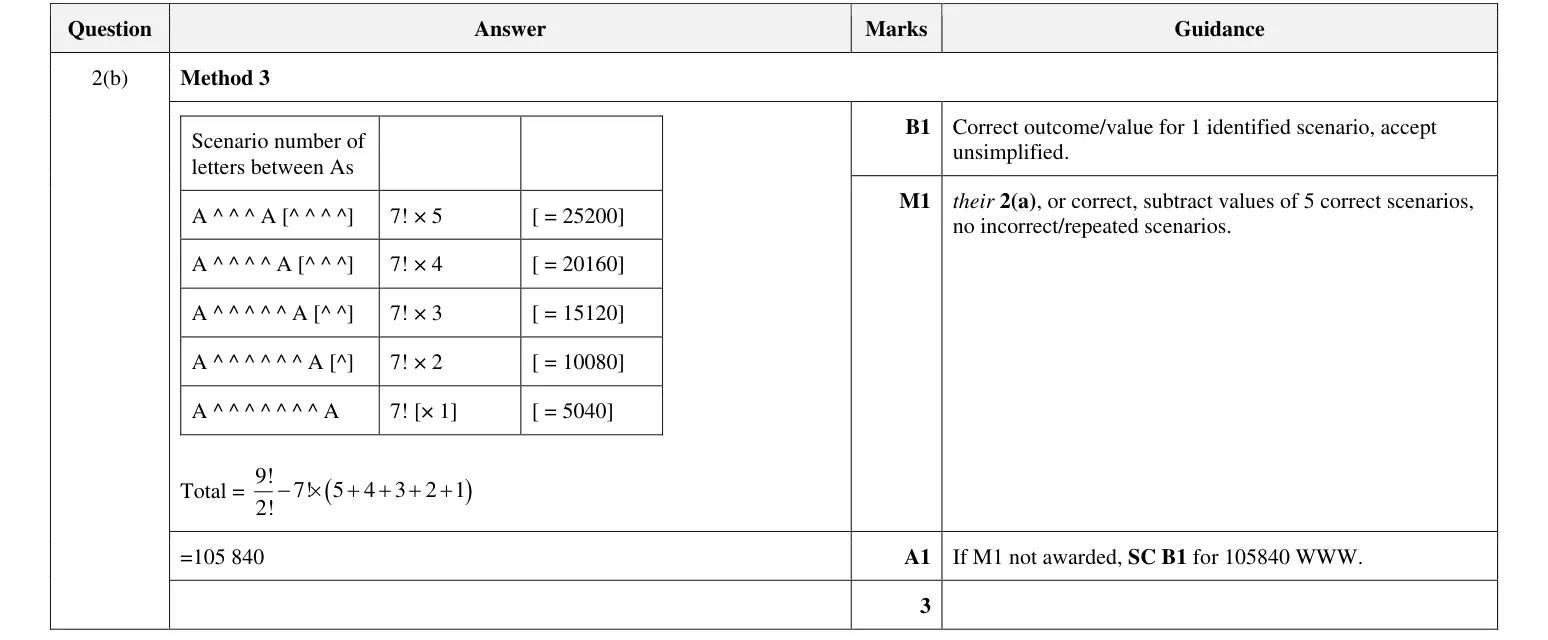 Question Answer Marks Guidance
2(b) Method 3
Scenario number of
letters between As
B1 Correct outcome/value for 1 identified scenario, accept
unsimplified.
M1 their 2(a), or correct, subtract values of 5 correct scenarios,
no incorrect/repeated scenarios.
A ^ ^ ^ A [^ ^ ^ ^] 7! × 5 [ = 25200]
A ^ ^ ^ ^ A [^ ^ ^] 7! × 4 [ = 20160]
A ^ ^ ^ ^ ^ A [^ ^] 7! × 3 [ = 15120]
A ^ ^ ^ ^ ^ ^ A [^] 7! × 2 [ = 10080]
A ^ ^ ^ ^ ^ ^ ^ A 7! [× 1] [ = 5040]
Total = 9!/2! − 7!×(5+4+3+2+1)
=105 840 A1 If M1 not awarded, SC B1 for 105840 WWW.
3